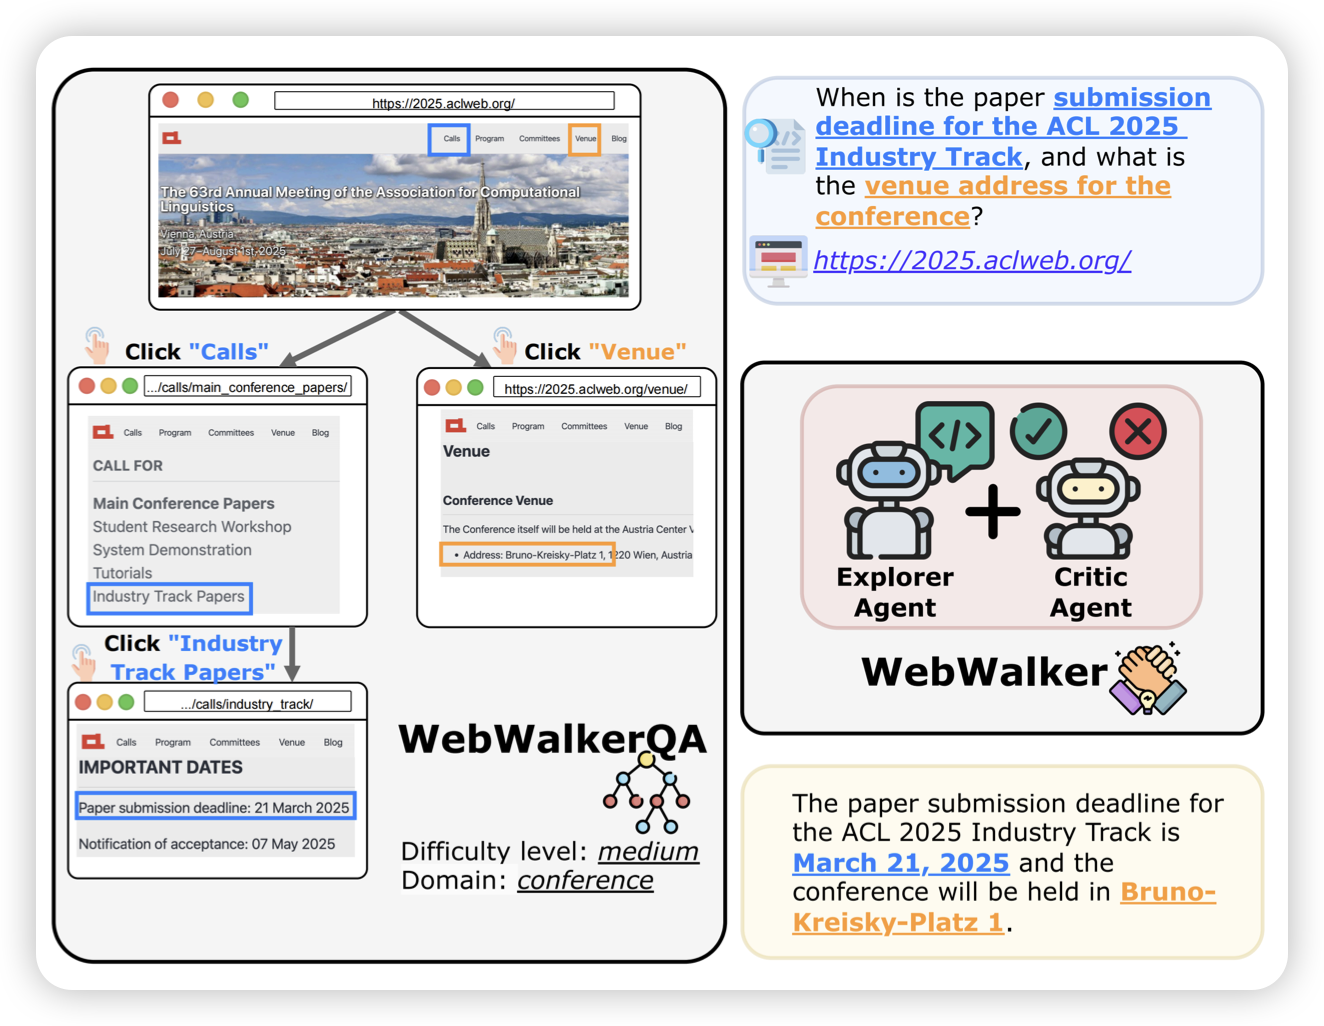 https://2025.aclweb.org/
Calls Program Committees Venue Blog
The 63rd Annual Meeting of the Association for Computational
Linguistics
Vienna, Austria
July 27–August 1st, 2025
Click "Calls"
Click "Venue"
.../calls/main_conference_papers/
Calls Program Committees Venue Blog
CALL FOR
Main Conference Papers
Student Research Workshop
System Demonstration
Tutorials
Industry Track Papers
https://2025.aclweb.org/venue/
Calls Program Committees Venue Blog
Venue
Conference Venue
The Conference itself will be held at the Austria Center V
• Address: Bruno-Kreisky-Platz 1, 1220 Wien, Austria
Click "Industry
Track Papers"
.../calls/industry_track/
Calls Program Committees Venue Blog
IMPORTANT DATES
Paper submission deadline: 21 March 2025
Notification of acceptance: 07 May 2025
WebWalkerQA
Difficulty level: medium
Domain: conference
When is the paper submission
deadline for the ACL 2025
Industry Track, and what is
the venue address for the
conference?
https://2025.aclweb.org/
</>
Explorer
Agent
+
Critic
Agent
WebWalker
The paper submission deadline for
the ACL 2025 Industry Track is
March 21, 2025 and the
conference will be held in Bruno-
Kreisky-Platz 1.